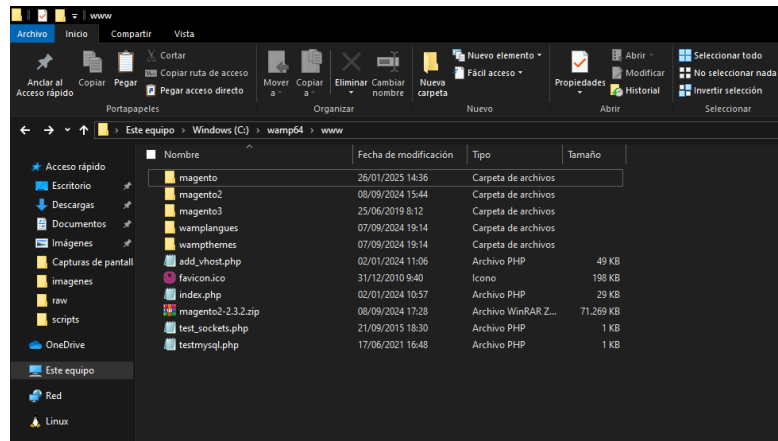 www
Archivo Inicio Compartir Vista
Anclar al Acceso rápido
Copiar
Pegar
Cortar
Copiar ruta de acceso
Pegar acceso directo
Portapapeles
Mover a
Copiar a
Eliminar
Cambiar nombre
Organizar
Nueva carpeta
Nuevo elemento
Fácil acceso
Nuevo
Propiedades
Abrir
Modificar
Historial
Abrir
Seleccionar todo
No seleccionar nada
Invertir selección
Seleccionar
Este equipo > Windows (C:) > wamp64 > www
Acceso rápido
Escritorio
Descargas
Documentos
Imágenes
Capturas de pantall
imagenes
raw
scripts
OneDrive
Este equipo
Red
Linux
Nombre Fecha de modificación Tipo Tamaño
magento 26/01/2025 14:36 Carpeta de archivos
magento2 08/09/2024 15:44 Carpeta de archivos
magento3 25/06/2019 8:12 Carpeta de archivos
wamplangues 07/09/2024 19:14 Carpeta de archivos
wampthemes 07/09/2024 19:14 Carpeta de archivos
add_vhost.php 02/01/2024 11:06 Archivo PHP 49 KB
favicon.ico 31/12/2010 9:40 Icono 198 KB
index.php 02/01/2024 10:57 Archivo PHP 29 KB
magento2-2.3.2.zip 08/09/2024 17:28 Archivo WinRAR Z... 71.269 KB
test_sockets.php 21/09/2015 18:30 Archivo PHP 1 KB
testmysql.php 17/06/2021 16:48 Archivo PHP 1 KB